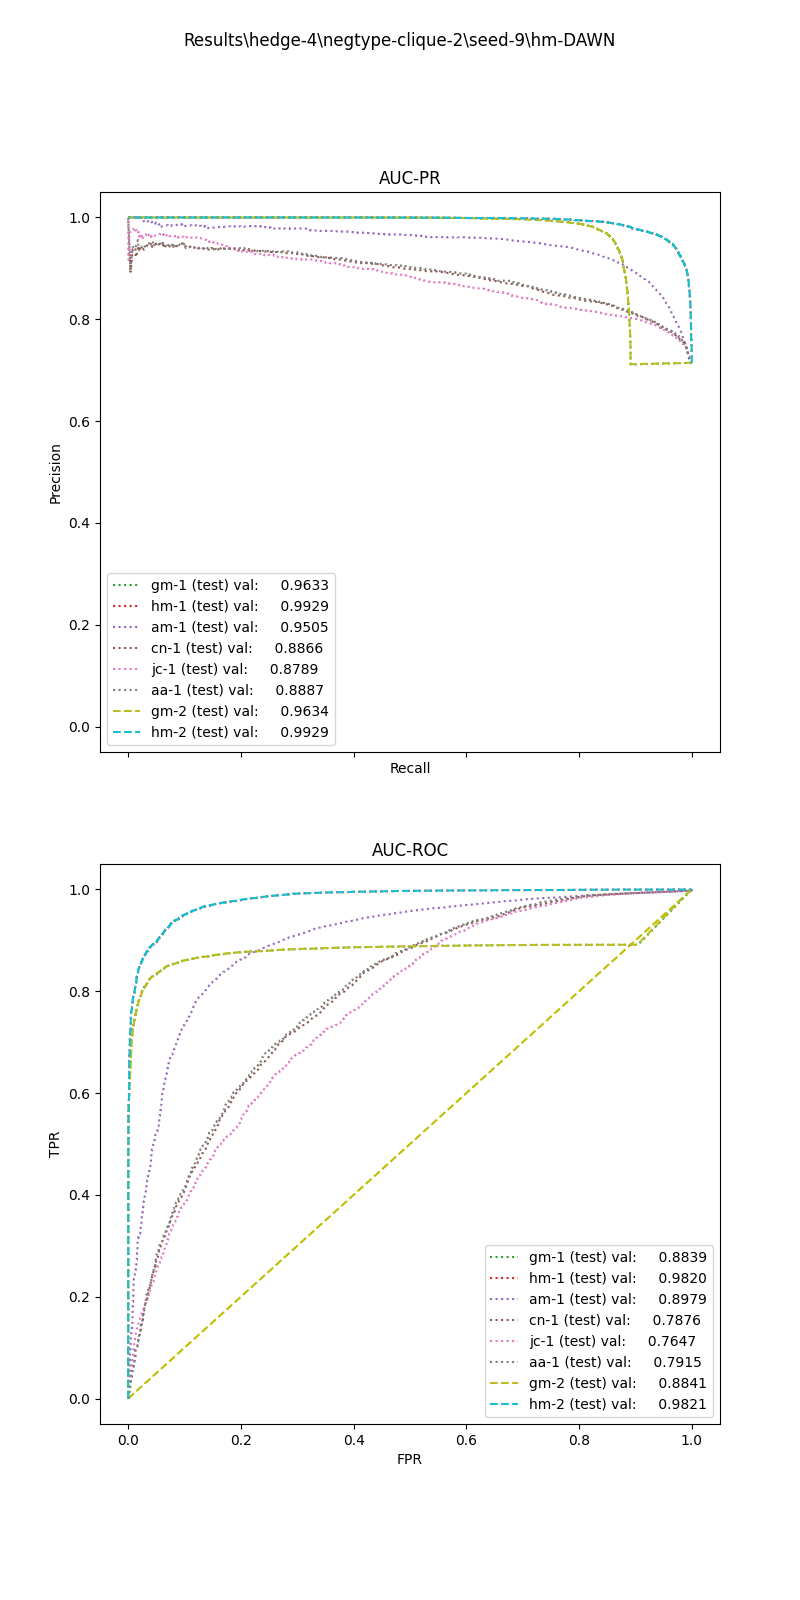 Results\hedge-4\negtype-clique-2\seed-9\hm-DAWN
AUC-PR
1.0
0.8
0.6
0.4
0.2
0.0
Precision
gm-1 (test) val: 0.9633
hm-1 (test) val: 0.9929
am-1 (test) val: 0.9505
cn-1 (test) val: 0.8866
jc-1 (test) val: 0.8789
aa-1 (test) val: 0.8887
gm-2 (test) val: 0.9634
hm-2 (test) val: 0.9929
Recall
AUC-ROC
1.0
0.8
0.6
0.4
0.2
0.0
TPR
gm-1 (test) val: 0.8839
hm-1 (test) val: 0.9820
am-1 (test) val: 0.8979
cn-1 (test) val: 0.7876
jc-1 (test) val: 0.7647
aa-1 (test) val: 0.7915
gm-2 (test) val: 0.8841
hm-2 (test) val: 0.9821
0.0 0.2 0.4 0.6 0.8 1.0
FPR